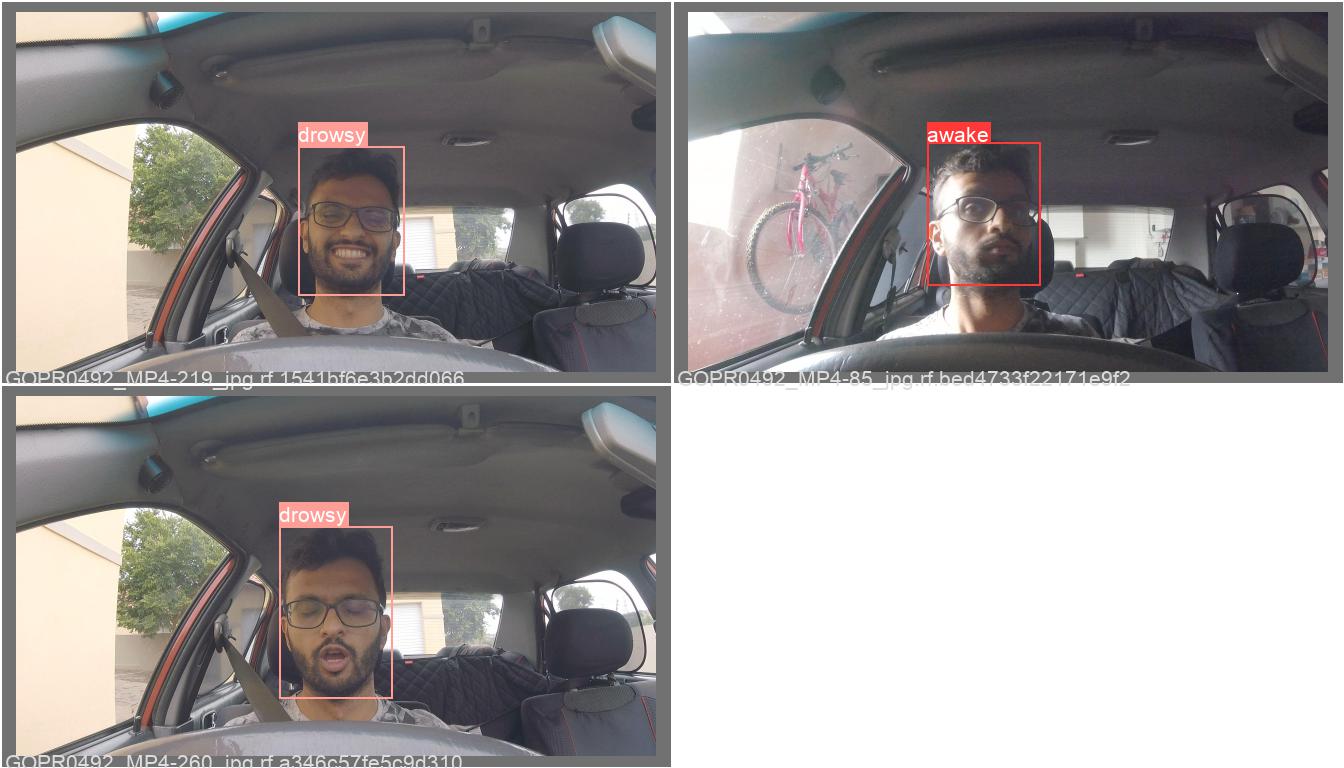 drowsy
awake
GOPR0492_MP4-219_jpg.rf.1541bf6e3b2dd066
GOPR0492_MP4-85_jpg.rf.bed4733f22171e9f2
drowsy
GOPR0492_MP4-260_jpg.rf.a346c57fe5c9d310